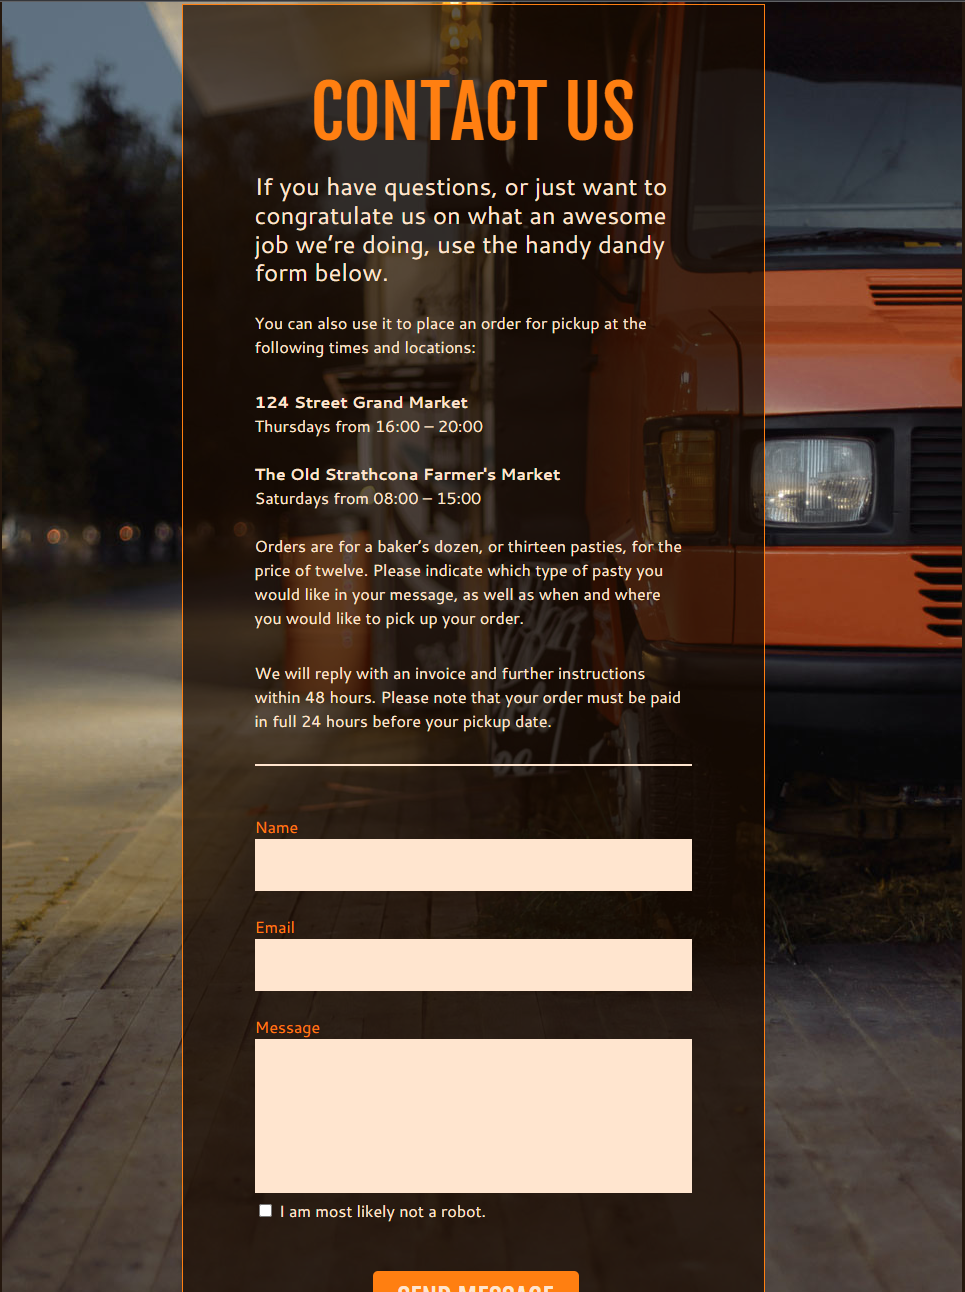 CONTACT US
If you have questions, or just want to
congratulate us on what an awesome
job we’re doing, use the handy dandy
form below.
You can also use it to place an order for pickup at the
following times and locations:
124 Street Grand Market
Thursdays from 16:00 – 20:00
The Old Strathcona Farmer's Market
Saturdays from 08:00 – 15:00
Orders are for a baker’s dozen, or thirteen pasties, for the
price of twelve. Please indicate which type of pasty you
would like in your message, as well as when and where
you would like to pick up your order.
We will reply with an invoice and further instructions
within 48 hours. Please note that your order must be paid
in full 24 hours before your pickup date.
Name
Email
Message
I am most likely not a robot.
SEND MESSAGE